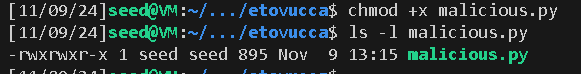 [11/09/24]seed@VM:~/.../etovucca$ chmod +x malicious.py
[11/09/24]seed@VM:~/.../etovucca$ ls -l malicious.py
-rwxrwxr-x 1 seed seed 895 Nov  9 13:15 malicious.py